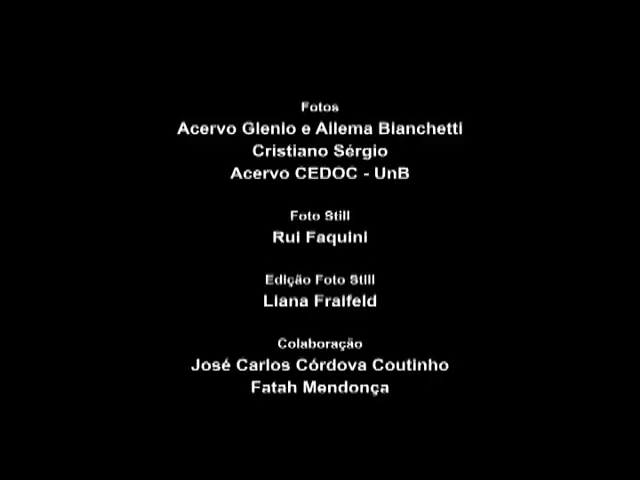 Fotos
Acervo Glenio e Ailema Bianchetti
Cristiano Sérgio
Acervo CEDOC - UnB
Foto Still
Rui Faquini
Edição Foto Still
Liana Fraifeld
Colaboração
José Carlos Córdova Coutinho
Fatah Mendonça